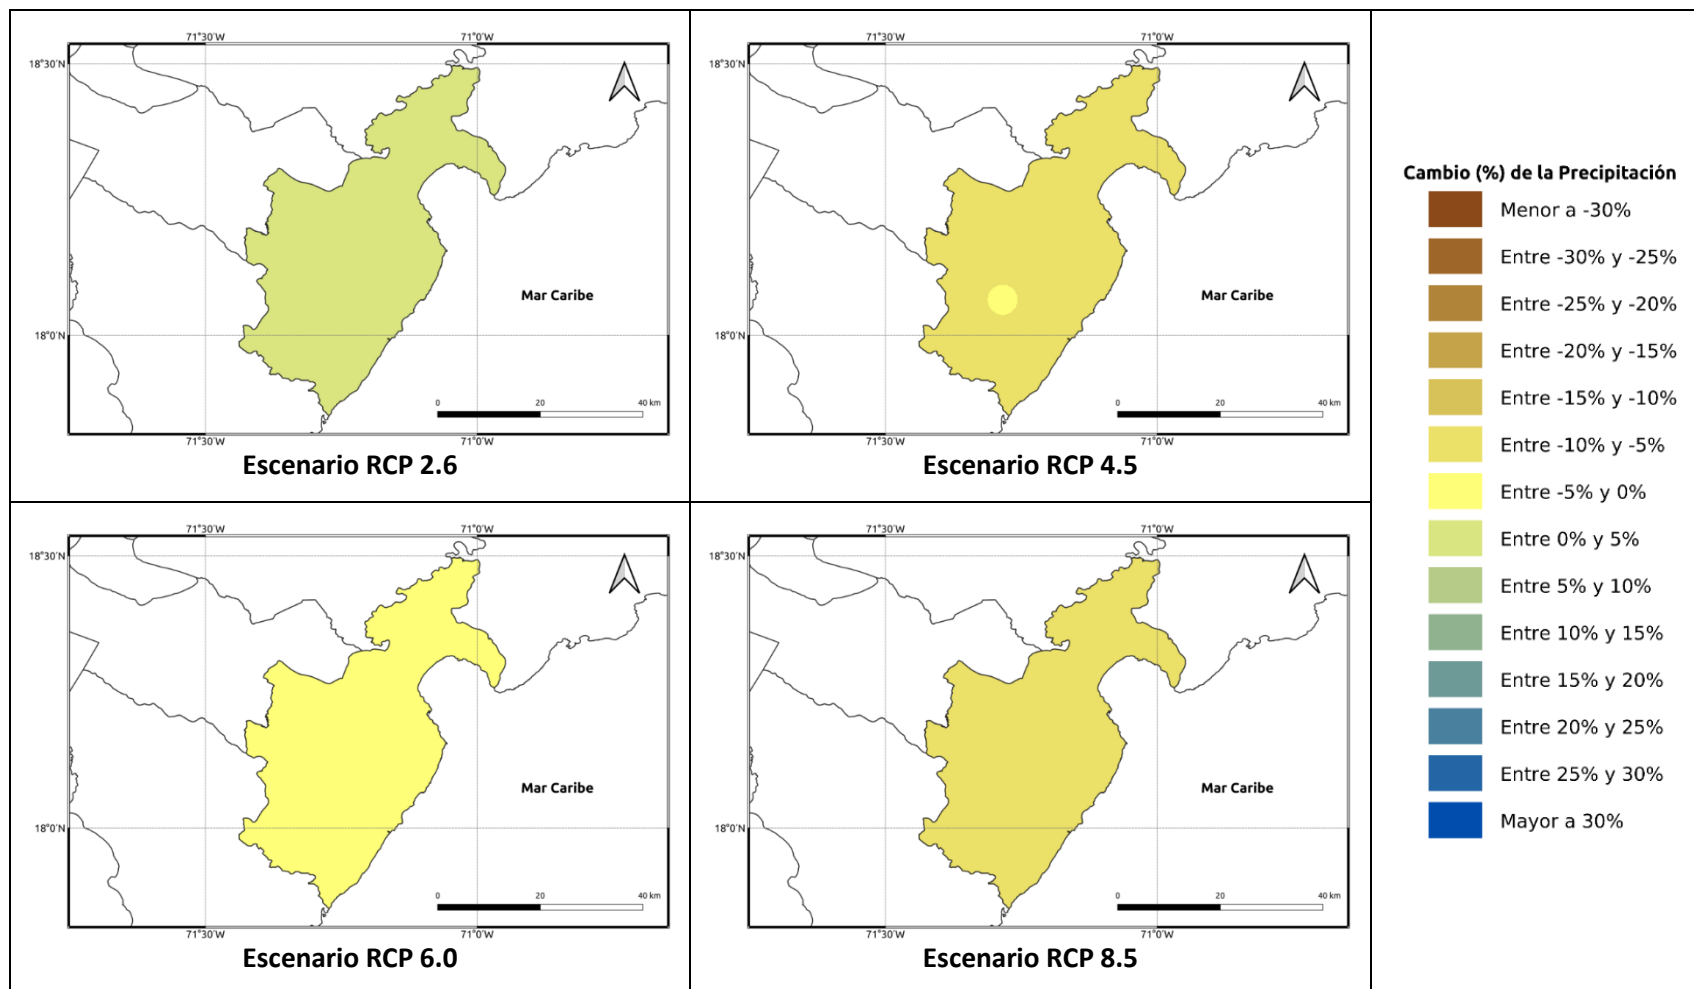 71°30'W 71°0'W
18°30'N
Mar Caribe
18°0'N
0 20 40 km
71°30'W 71°0'W
Escenario RCP 2.6
71°30'W 71°0'W
18°30'N
Mar Caribe
18°0'N
0 20 40 km
71°30'W 71°0'W
Escenario RCP 4.5
71°30'W 71°0'W
18°30'N
Mar Caribe
18°0'N
0 20 40 km
71°30'W 71°0'W
Escenario RCP 6.0
71°30'W 71°0'W
18°30'N
Mar Caribe
18°0'N
0 20 40 km
71°30'W 71°0'W
Escenario RCP 8.5
Cambio (%) de la Precipitación
Menor a -30%
Entre -30% y -25%
Entre -25% y -20%
Entre -20% y -15%
Entre -15% y -10%
Entre -10% y -5%
Entre -5% y 0%
Entre 0% y 5%
Entre 5% y 10%
Entre 10% y 15%
Entre 15% y 20%
Entre 20% y 25%
Entre 25% y 30%
Mayor a 30%